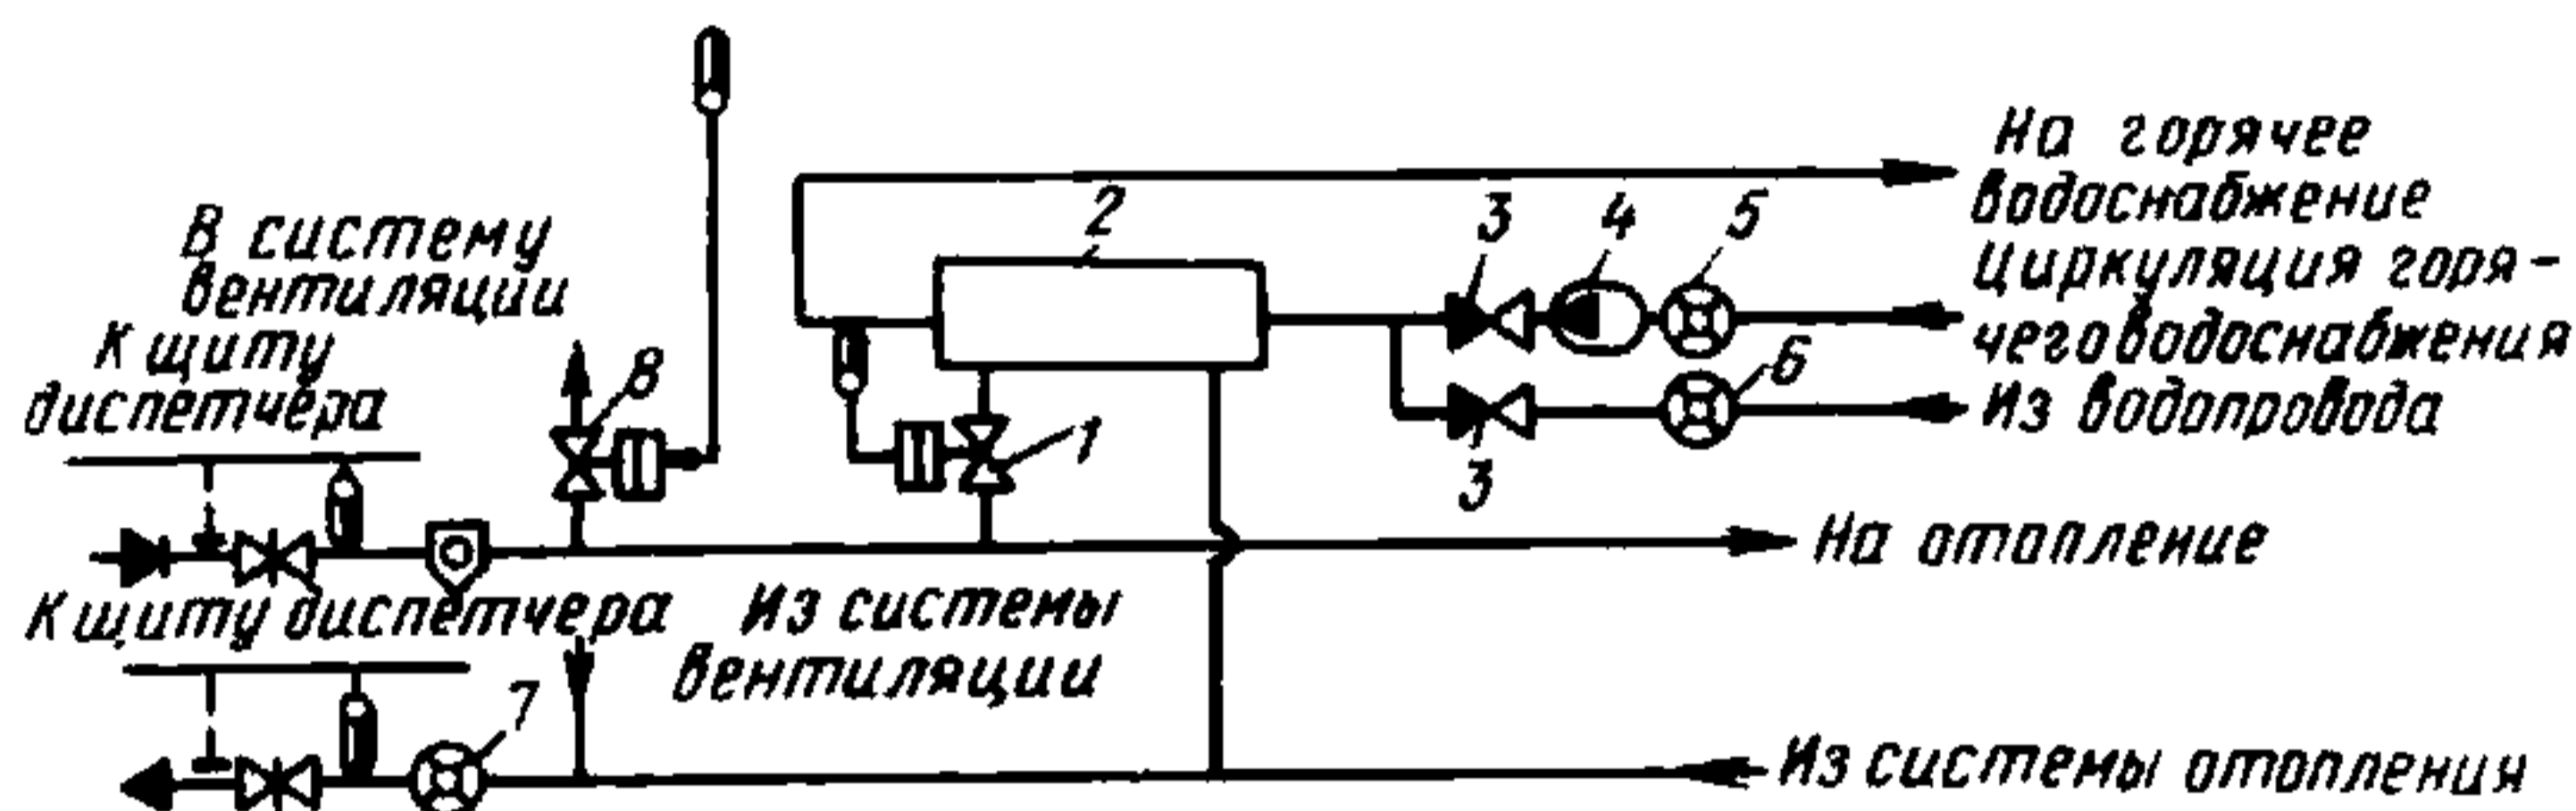 На горячее
водоснабжение
2
3
4
5
В систему
вентиляции
Циркуляция горя-
чего водоснабжения
К щиту
диспетчера
8
1
6
Из водопровода
3
На отопление
К щиту диспетчера
Из системы
вентиляции
7
Из системы отопления